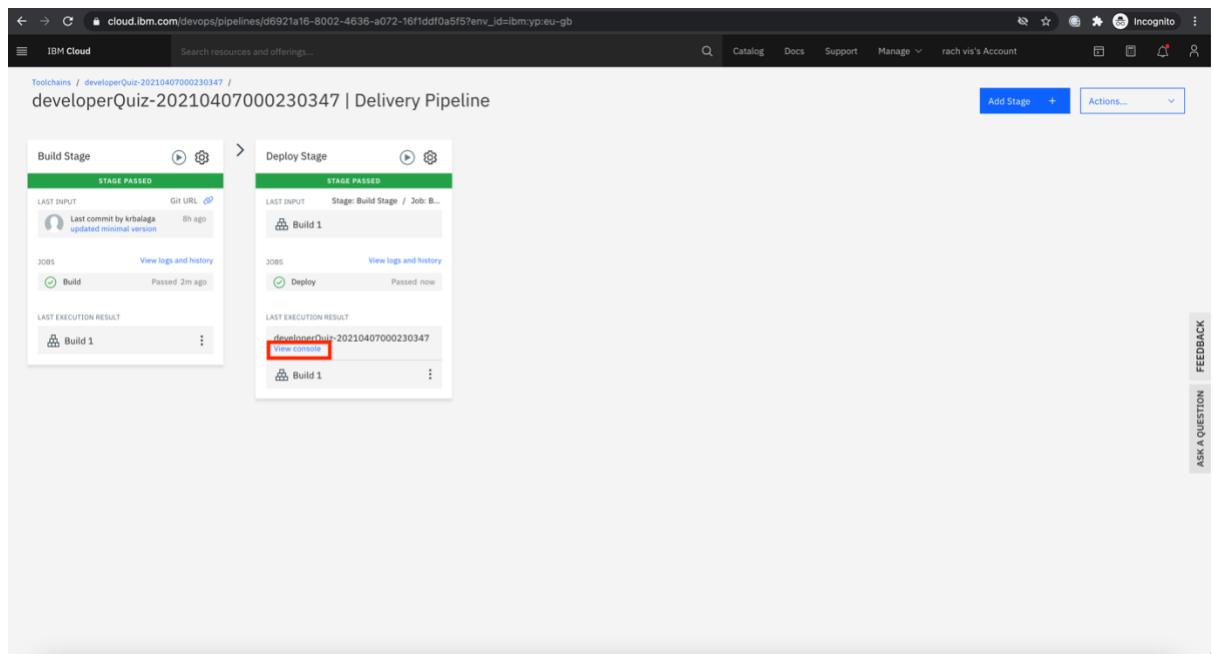 cloud.ibm.com/devops/pipelines/d6921a16-8002-4636-a072-16f1ddf0a5f5?env_id=ibm:yp:eu-gb
Incognito
IBM Cloud
Search resources and offerings...
Catalog Docs Support Manage rach vis's Account
Toolchains / developerQuiz-20210407000230347 /
developerQuiz-20210407000230347 | Delivery Pipeline
Add Stage +
Actions...
Build Stage
STAGE PASSED
LAST INPUT Git URL
Last commit by krbalaga 8h ago
updated minimal version
JOBS View logs and history
Build Passed 2m ago
LAST EXECUTION RESULT
Build 1
Deploy Stage
STAGE PASSED
LAST INPUT Stage: Build Stage / Job: B...
Build 1
JOBS View logs and history
Deploy Passed now
LAST EXECUTION RESULT
developerQuiz-20210407000230347
View console
Build 1
FEEDBACK
ASK A QUESTION